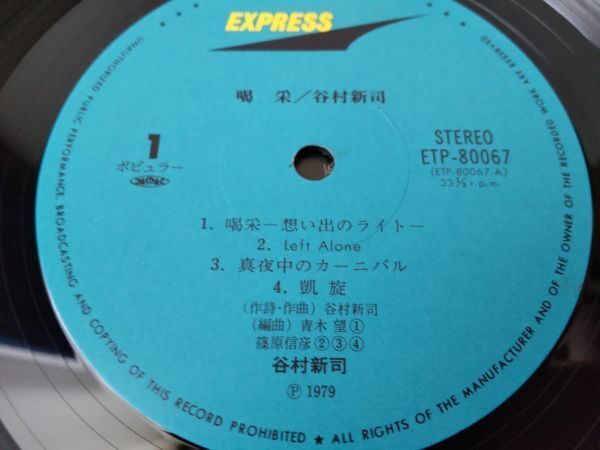 EXPRESS
喝 采/谷村新司
1
ポピュラー
JASRAC
STEREO
ETP-80067
(ETP-80067-A)
33⅓ r.p.m.
1. 喝采-想い出のライト-
2. Left Alone
3. 真夜中のカーニバル
4. 凱 旋
(作詩・作曲) 谷村新司
(編曲) 青木 望①
篠原信彦②③④
谷村新司
Ⓟ 1979
UNAUTHORIZED PUBLIC PERFORMANCE, BROADCASTING AND COPYING OF THIS RECORD PROHIBITED ★ ALL RIGHTS OF THE MANUFACTURER AND OF THE OWNER OF THE RECORDED WORK ARE RESERVED